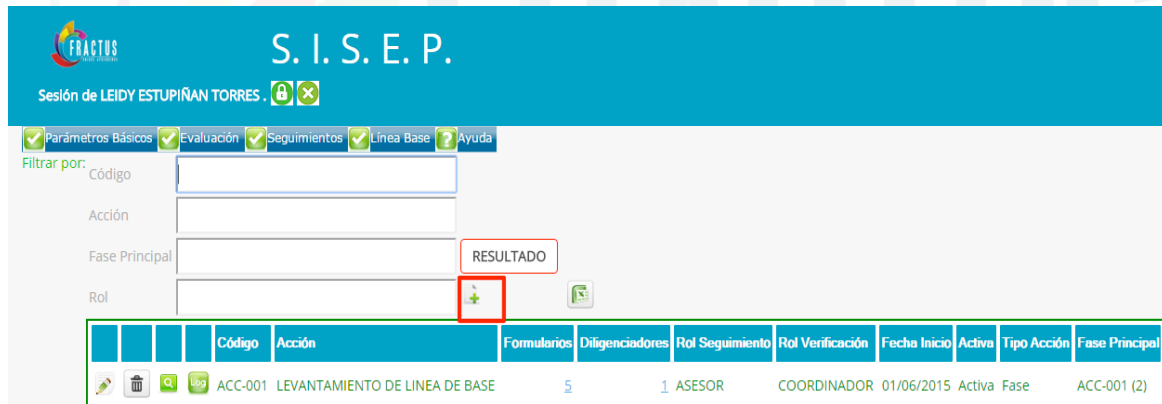 FRACTUS
S. I. S. E. P.
Sesión de LEIDY ESTUPIÑAN TORRES .
Parámetros Básicos Evaluación Seguimientos Línea Base ? Ayuda
Filtrar por:
Código
Acción
Fase Principal RESULTADO
Rol
Código Acción Formularios Diligenciadores Rol Seguimiento Rol Verificación Fecha Inicio Activa Tipo Acción Fase Principal
Log ACC-001 LEVANTAMIENTO DE LINEA DE BASE 5 1 ASESOR COORDINADOR 01/06/2015 Activa Fase ACC-001 (2)